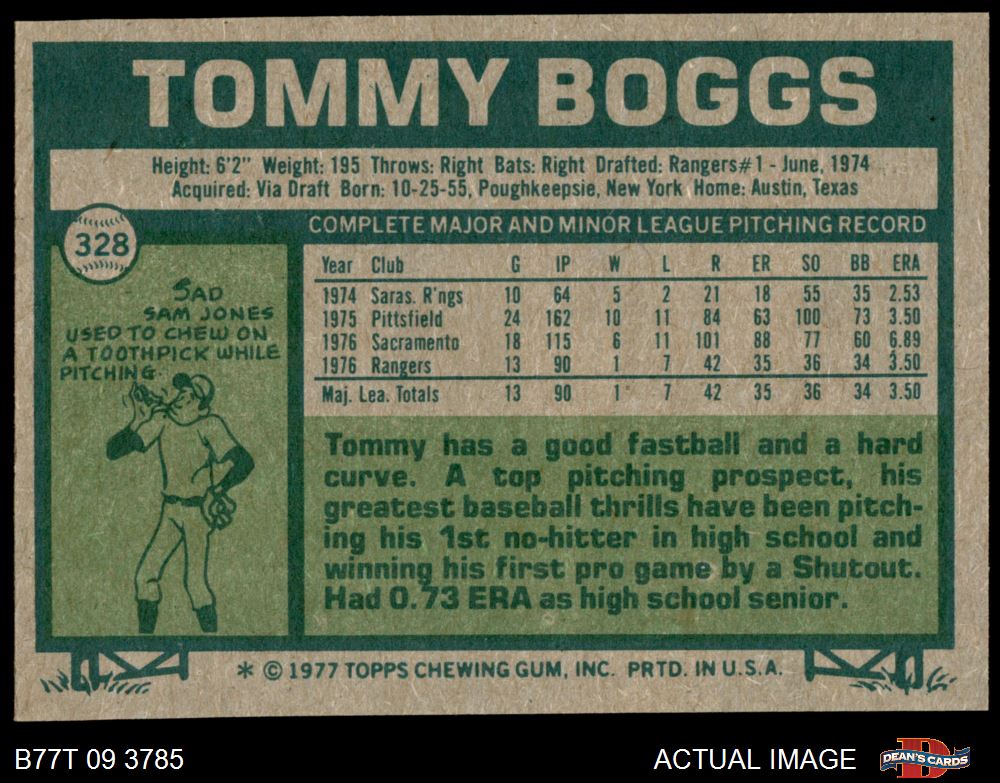 TOMMY BOGGS
Height: 6'2" Weight: 195 Throws: Right Bats: Right Drafted: Rangers#1 - June, 1974
Acquired: Via Draft Born: 10-25-55, Poughkeepsie, New York Home: Austin, Texas
328
COMPLETE MAJOR AND MINOR LEAGUE PITCHING RECORD
Year Club G IP W L R ER SO BB ERA
1974 Saras. R'ngs 10 64 5 2 21 18 55 35 2.53
1975 Pittsfield 24 162 10 11 84 63 100 73 3.50
1976 Sacramento 18 115 6 11 101 88 77 60 6.89
1976 Rangers 13 90 1 7 42 35 36 34 3.50
Maj. Lea. Totals 13 90 1 7 42 35 36 34 3.50
SAD
SAM JONES
USED TO CHEW ON
A TOOTHPICK WHILE
PITCHING.
Tommy has a good fastball and a hard
curve. A top pitching prospect, his
greatest baseball thrills have been pitch-
ing his 1st no-hitter in high school and
winning his first pro game by a Shutout.
Had 0.73 ERA as high school senior.
* © 1977 TOPPS CHEWING GUM, INC. PRTD. IN U.S.A.
B77T 09 3785
ACTUAL IMAGE
DEAN'S CARDS